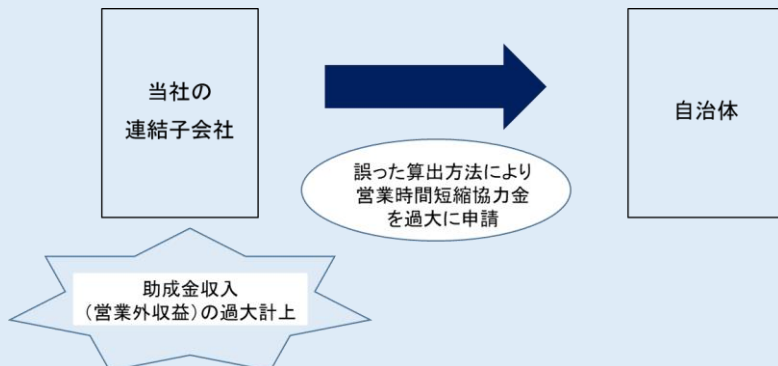 当社の
連結子会社
自治体
誤った算出方法により
営業時間短縮協力金
を過大に申請
助成金収入
（営業外収益）の過大計上